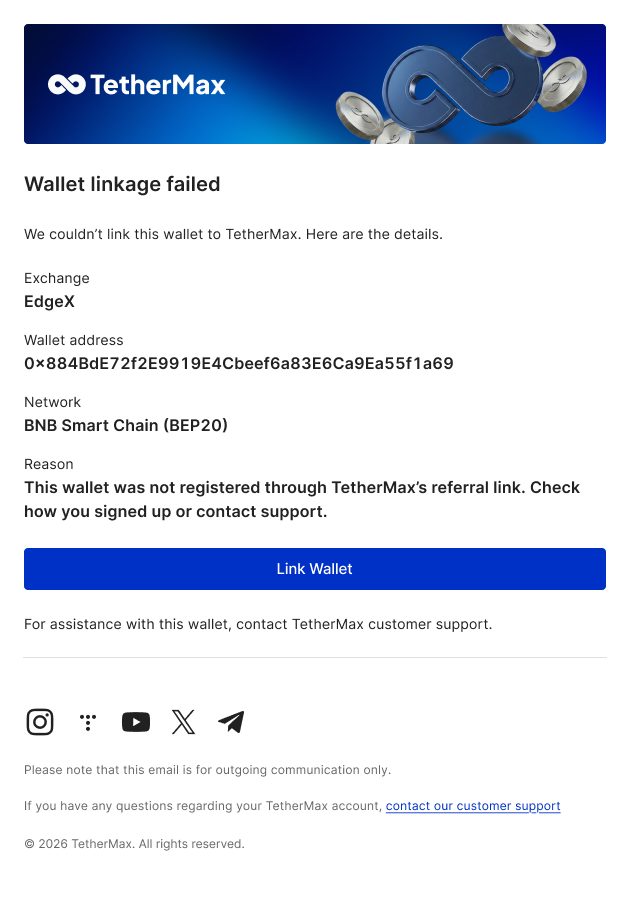 TetherMax
Wallet linkage failed
We couldn’t link this wallet to TetherMax. Here are the details.
Exchange
EdgeX
Wallet address
0×884BdE72f2E9919E4Cbeef6a83E6Ca9Ea55f1a69
Network
BNB Smart Chain (BEP20)
Reason
This wallet was not registered through TetherMax’s referral link. Check
how you signed up or contact support.
Link Wallet
For assistance with this wallet, contact TetherMax customer support.
Please note that this email is for outgoing communication only.
If you have any questions regarding your TetherMax account, contact our customer support
© 2026 TetherMax. All rights reserved.